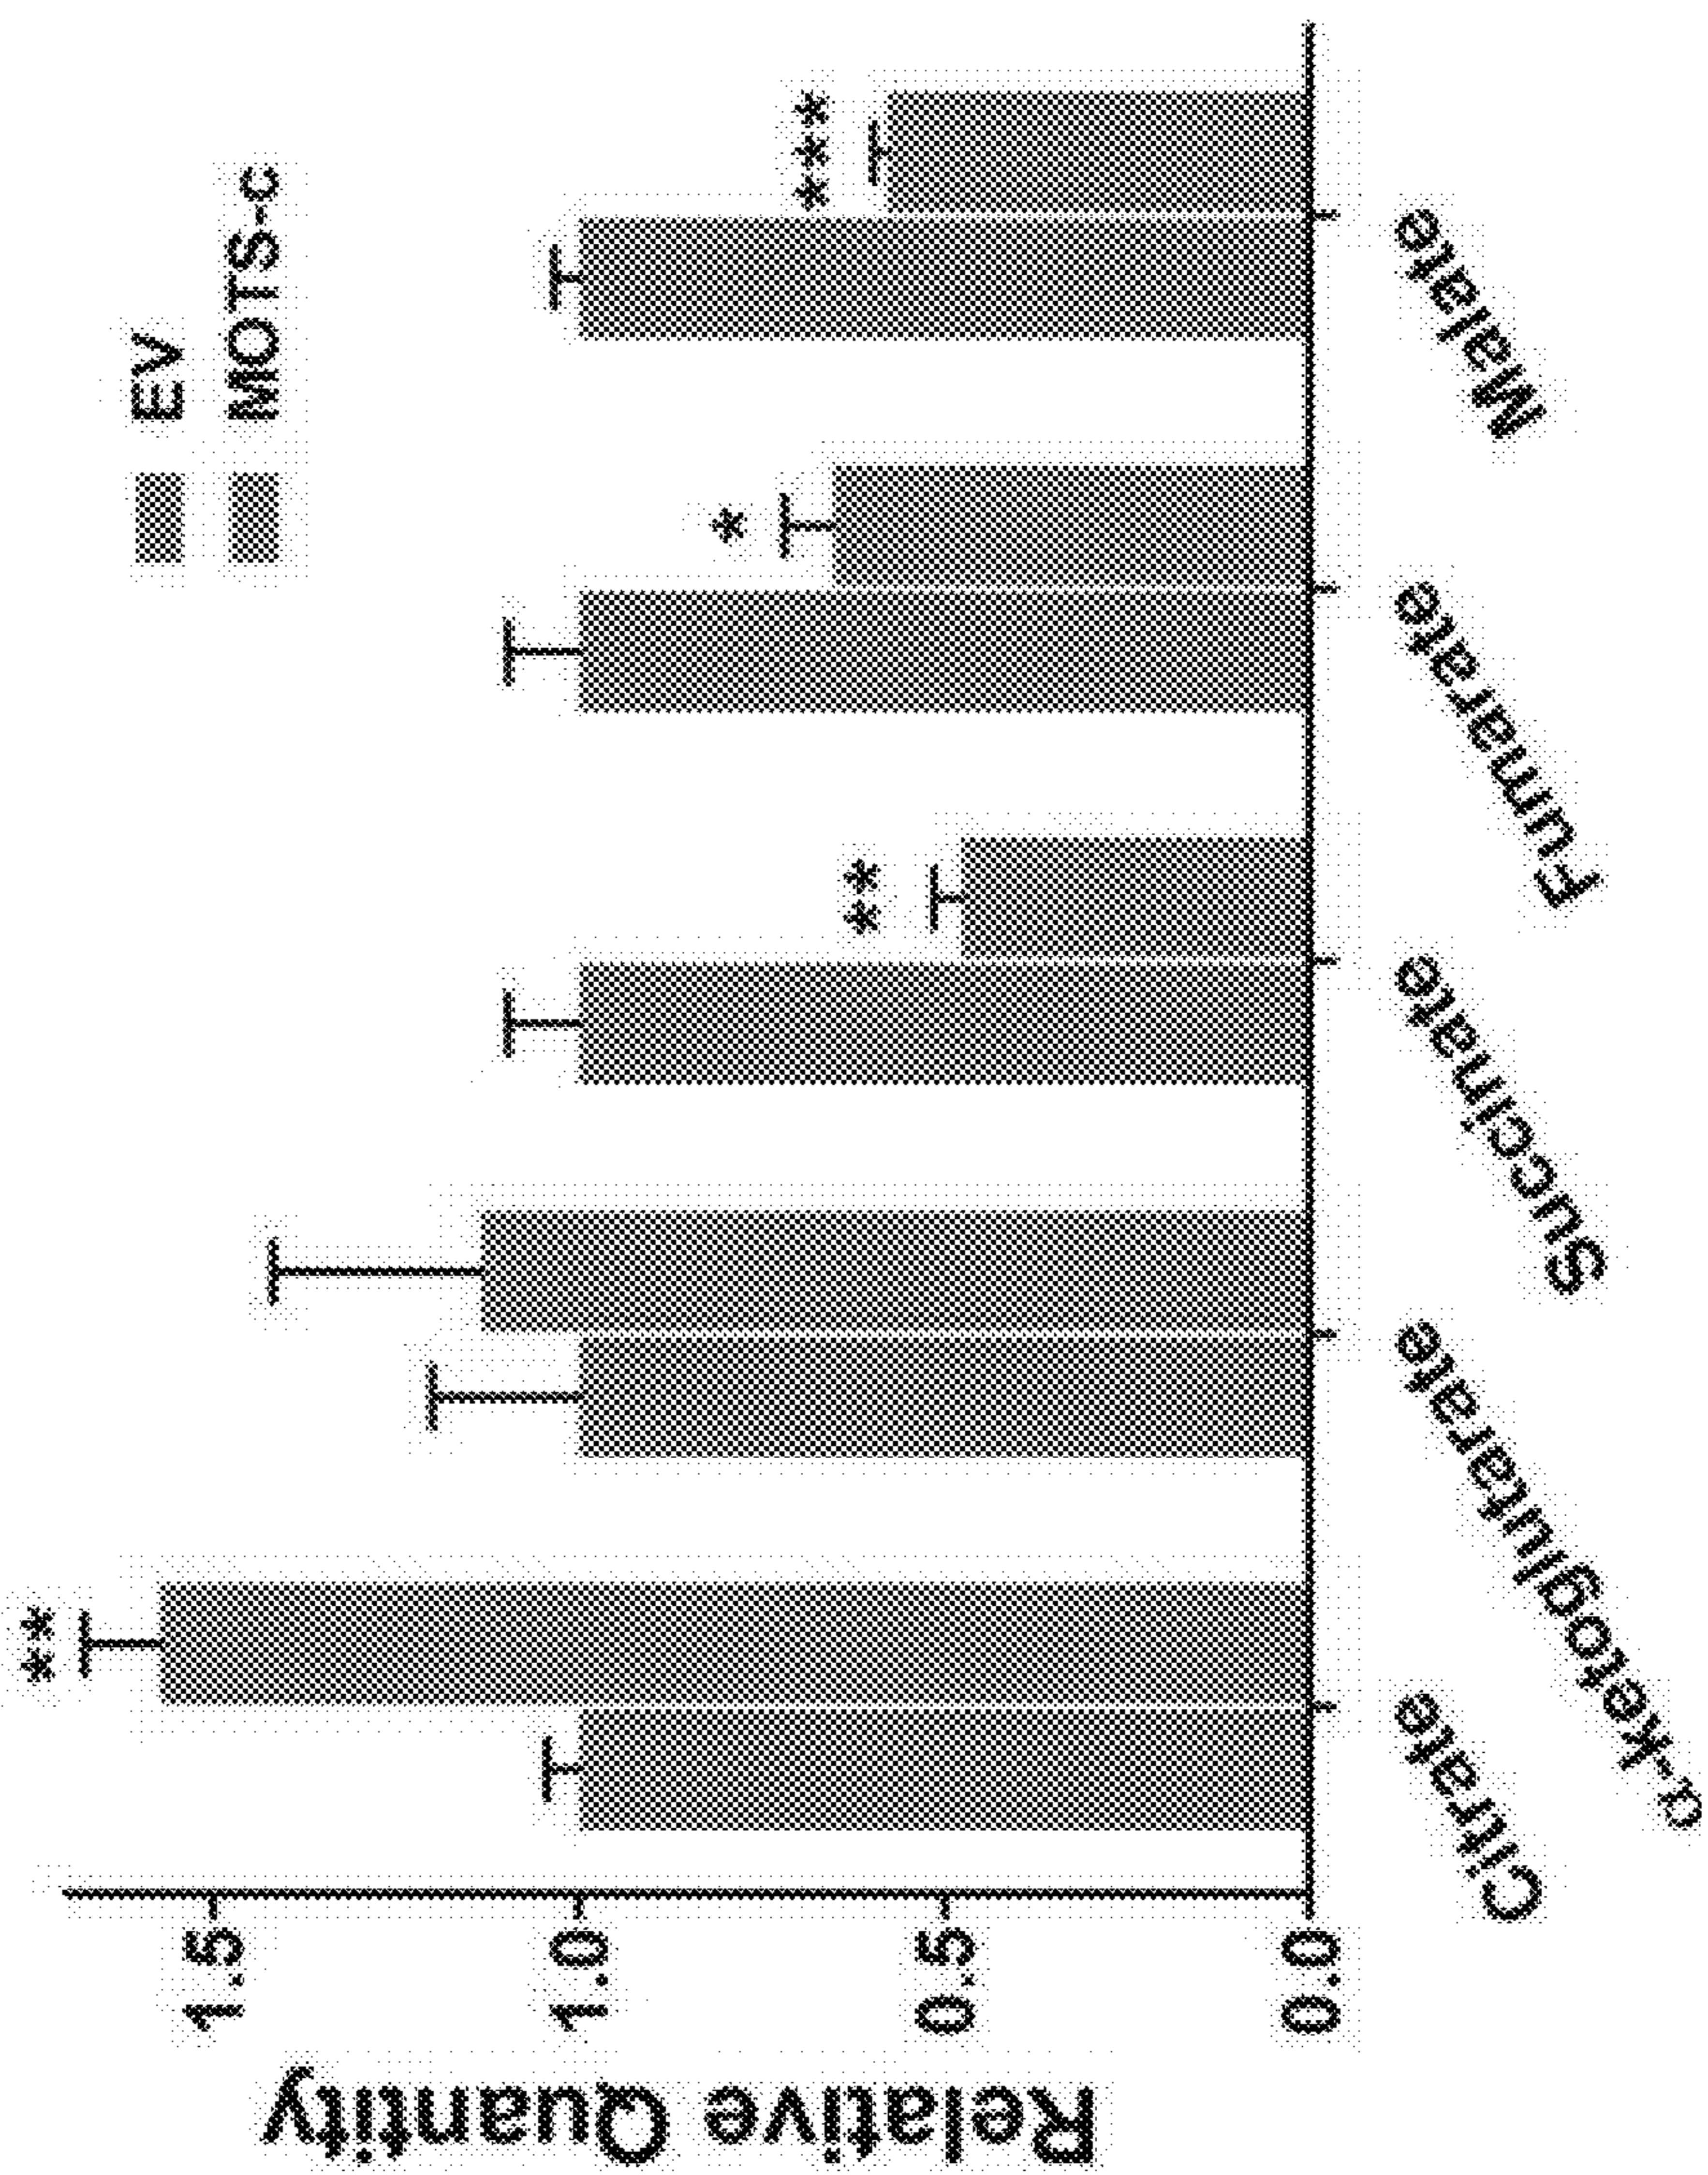 EV
MOTS-c
Relative Quantity
1.5
1.0
0.5
0.0
**
**
*
***
Citrate
α-ketoglutarate
Succinate
Fumarate
Malate